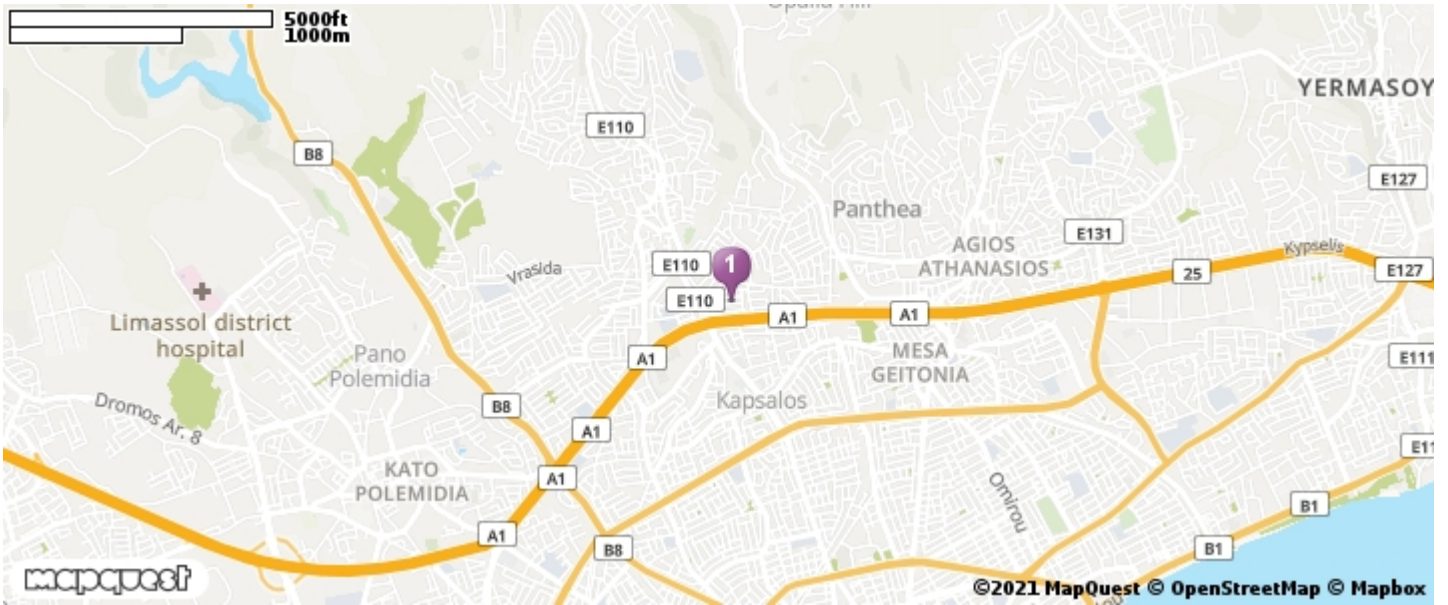 5000ft
1000m
YERMASOY
E110
B8
E127
Panthea
E131
AGIOS
ATHANASIOS
Kypselis
E110
1
Vrasida
25
E127
E110
A1
A1
Limassol district
hospital
Pano
Polemidia
A1
MESA
GEITONIA
E111
Kapsalos
B8
Dromos Ar. 8
A1
KATO
POLEMIDIA
A1
Omirou
B1
A1
B8
B1
mapquest
©2021 MapQuest © OpenStreetMap © Mapbox